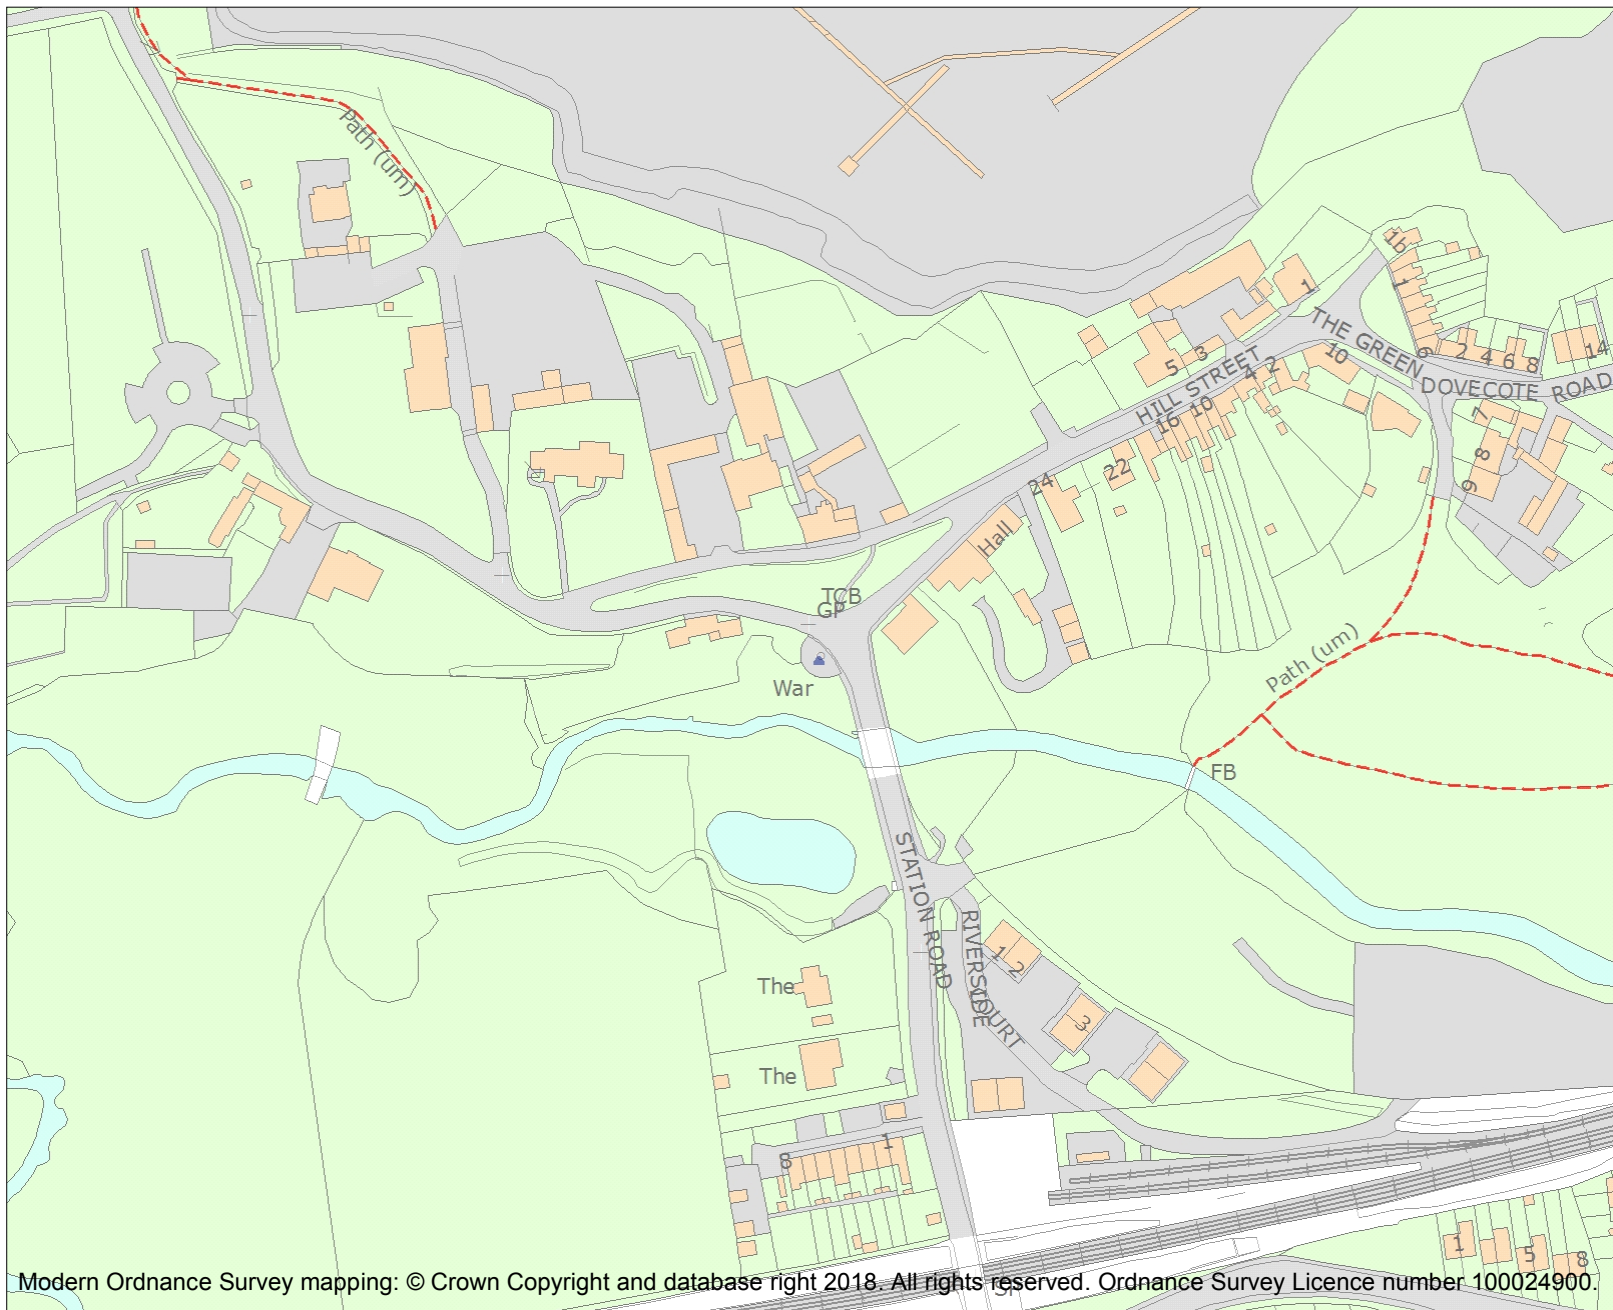 Path (um)
1b
1
1
THE GREEN
9
2 4 6 8
14
5 3
HILL STREET
4 2
10
DOVECOTE ROAD
16 10
7
8
9
22
24
Hall
TCB
GP
War
Path (um)
FB
STATION ROAD
RIVERSIDE
COURT
1 2
The
3
The
1
8
1
5
8
SP
Modern Ordnance Survey mapping: © Crown Copyright and database right 2018. All rights reserved. Ordnance Survey Licence number 100024900.